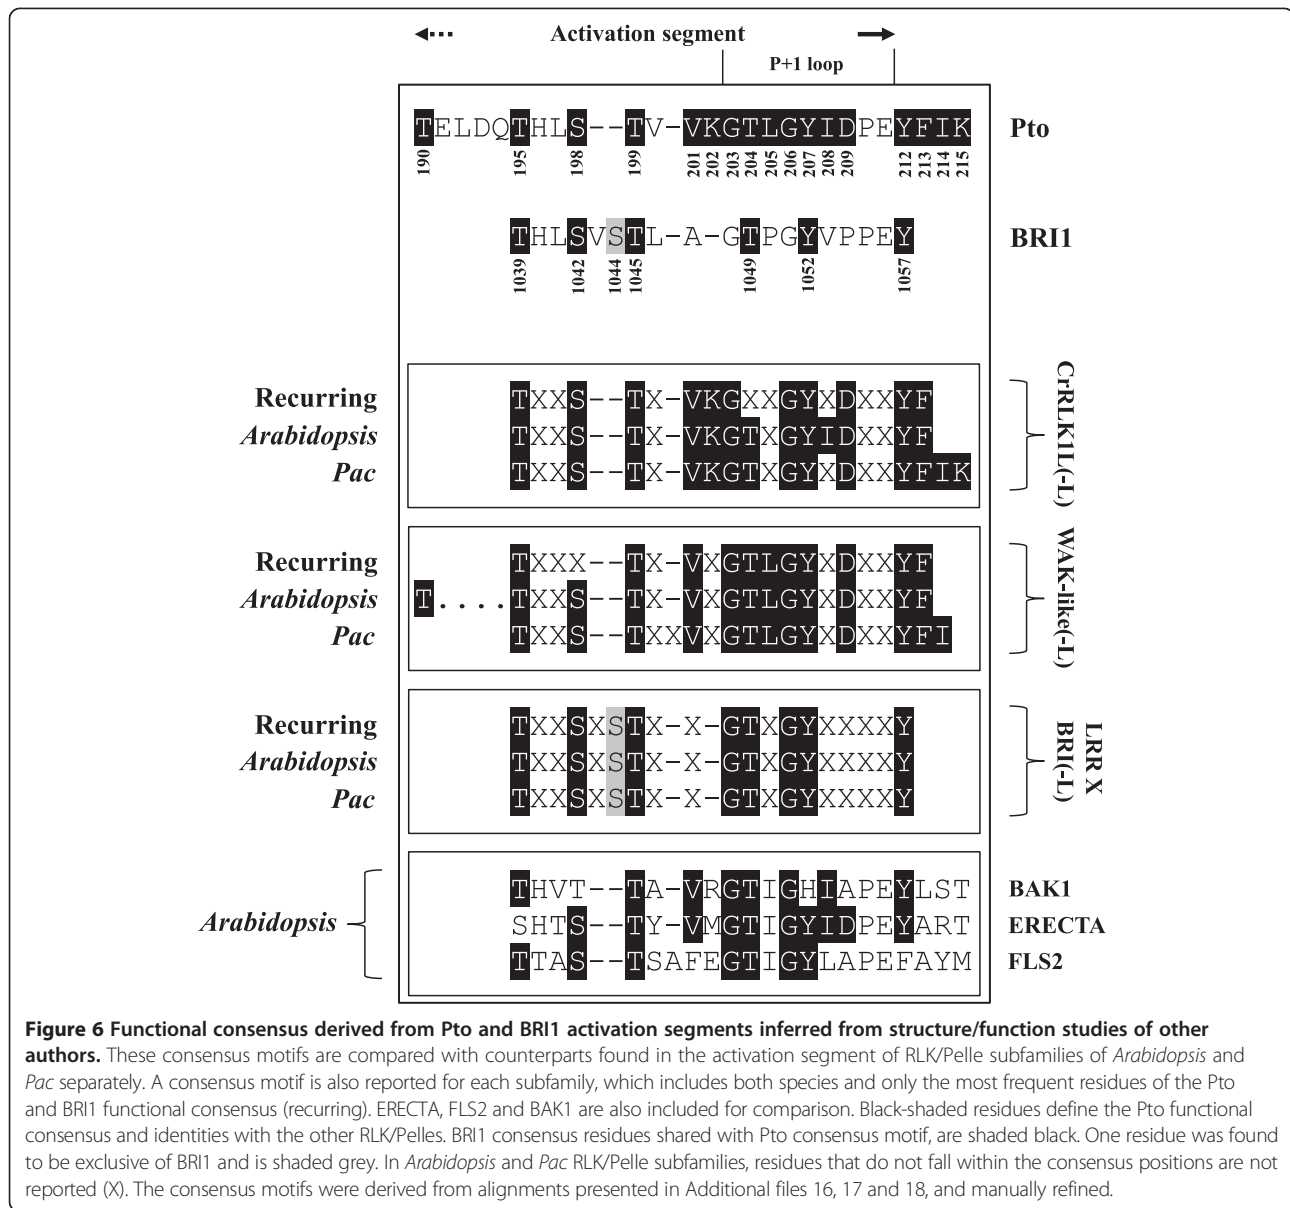 Activation segment
P+1 loop
TELDQTHLS--TV-VKGTLGYIDPEYFIK Pto
190 195 198 199 201 202 203 204 205 206 207 208 209 212 213 214 215
THLSVSTL-A-GTPGYVPPEY BRI1
1039 1042 1044 1045 1049 1052 1057
Recurring TXXS--TX-VKGXXGYXDXXYF
Arabidopsis TXXS--TX-VKGTXGYIDXXYF
Pac TXXS--TX-VKGTXGYXDXXYFIK
CrRLK1L(-L)
Recurring TXXX--TX-VXGTLGYXDXXYF
Arabidopsis T....TXXS--TX-VXGTLGYXDXXYF
Pac TXXS--TXXVXGTLGYXDXXYFI
WAK-like(-L)
Recurring TXXSXSTX-X-GTXGYXXXXY
Arabidopsis TXXSXSTX-X-GTXGYXXXXY
Pac TXXSXSTX-X-GTXGYXXXXY
LRR X
BRI(-L)
Arabidopsis
THVT--TA-VRGTIGHIAPEYLST BAK1
SHTS--TY-VMGTIGYIDPEYART ERECTA
TTAS--TSAFEGTIGYLAPEFAYM FLS2
Figure 6 Functional consensus derived from Pto and BRI1 activation segments inferred from structure/function studies of other
authors. These consensus motifs are compared with counterparts found in the activation segment of RLK/Pelle subfamilies of Arabidopsis and
Pac separately. A consensus motif is also reported for each subfamily, which includes both species and only the most frequent residues of the Pto
and BRI1 functional consensus (recurring). ERECTA, FLS2 and BAK1 are also included for comparison. Black-shaded residues define the Pto functional
consensus and identities with the other RLK/Pelles. BRI1 consensus residues shared with Pto consensus motif, are shaded black. One residue was found
to be exclusive of BRI1 and is shaded grey. In Arabidopsis and Pac RLK/Pelle subfamilies, residues that do not fall within the consensus positions are not
reported (X). The consensus motifs were derived from alignments presented in Additional files 16, 17 and 18, and manually refined.